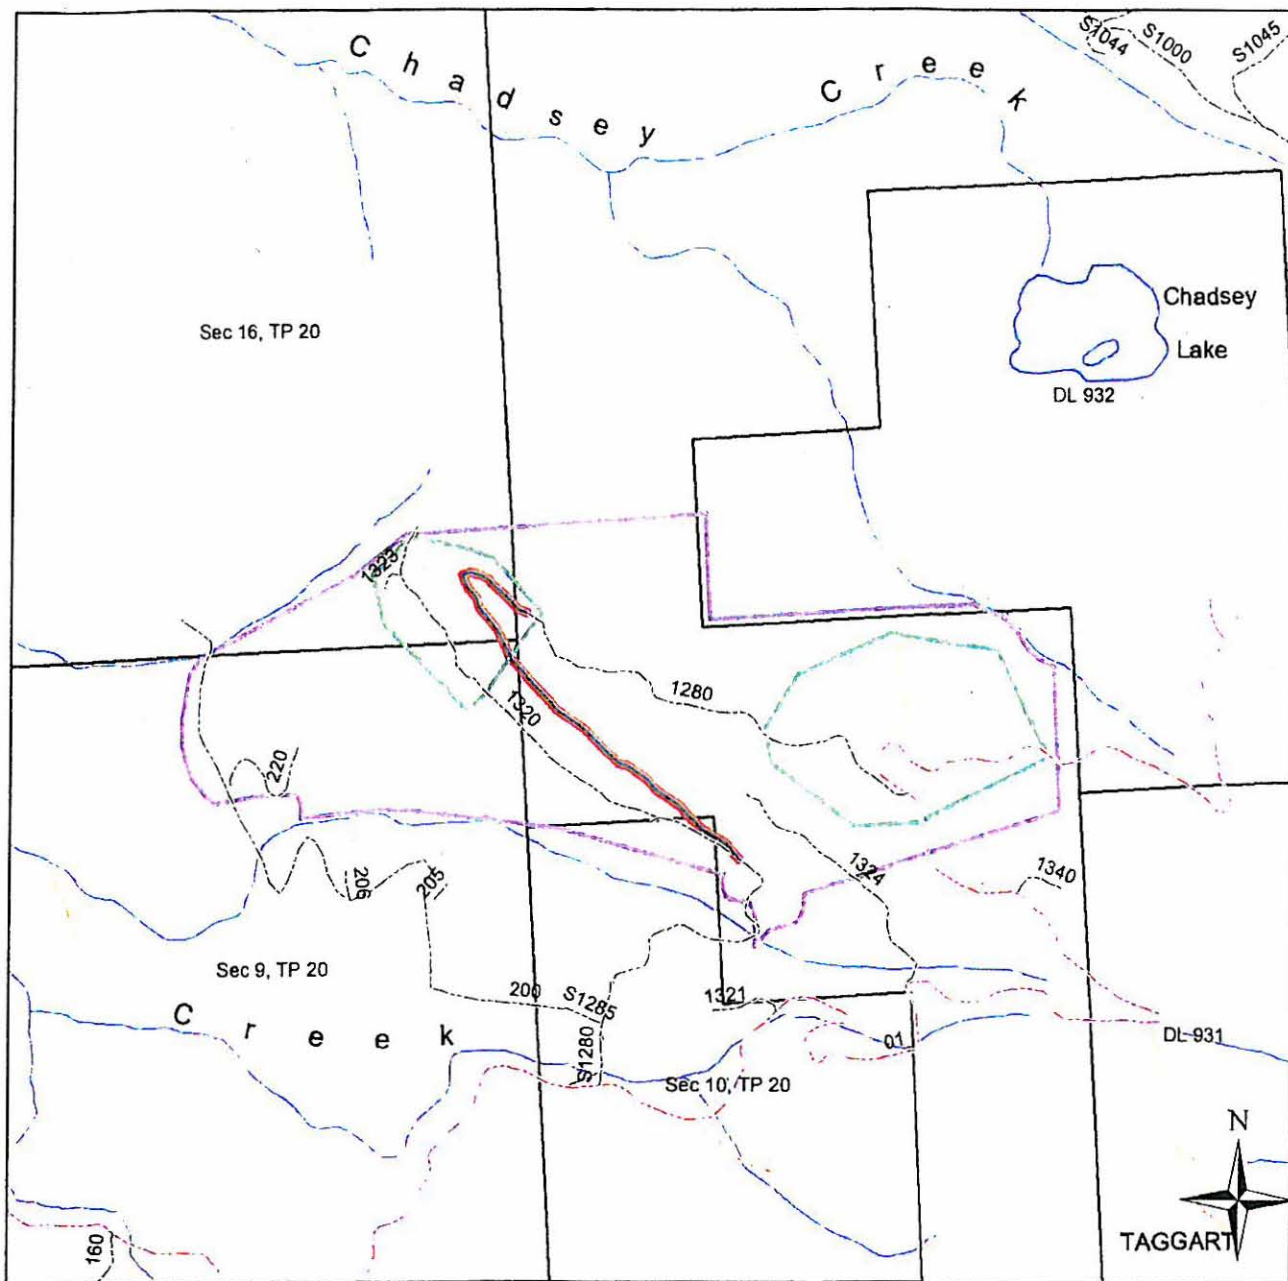 Chadsey Creek
S1044
S1000
S1045
Chadsey
Lake
DL 932
Sec 16, TP 20
1323
1320
1280
220
206
205
1324
1340
Sec 9, TP 20
200
S1285
1321
Creek
S1280
01
DL 931
Sec 10, TP 20
N
TAGGART
160